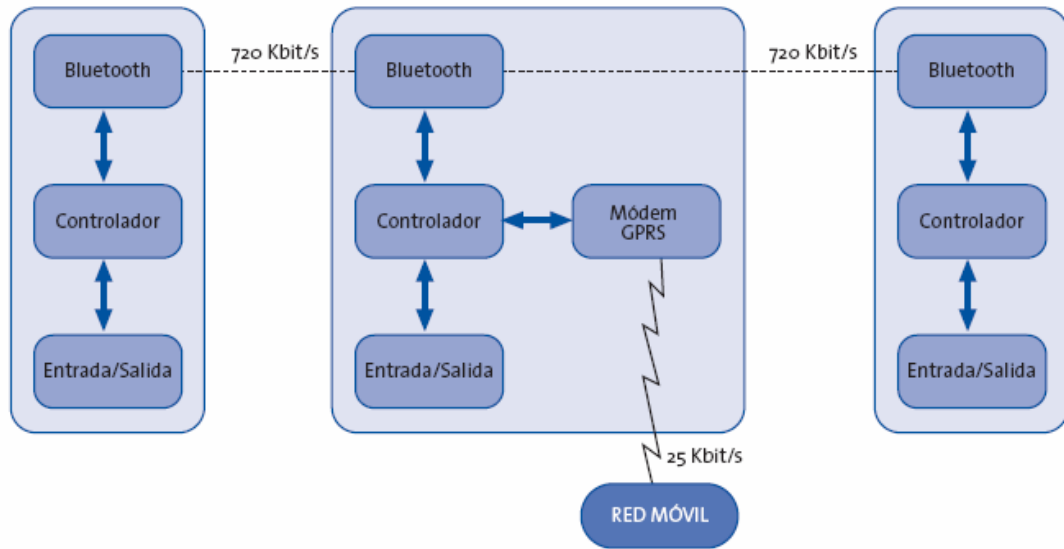 Bluetooth
720 Kbit/s
Bluetooth
720 Kbit/s
Bluetooth
Controlador
Controlador
Módem
GPRS
Controlador
Entrada/Salida
Entrada/Salida
Entrada/Salida
25 Kbit/s
RED MÓVIL